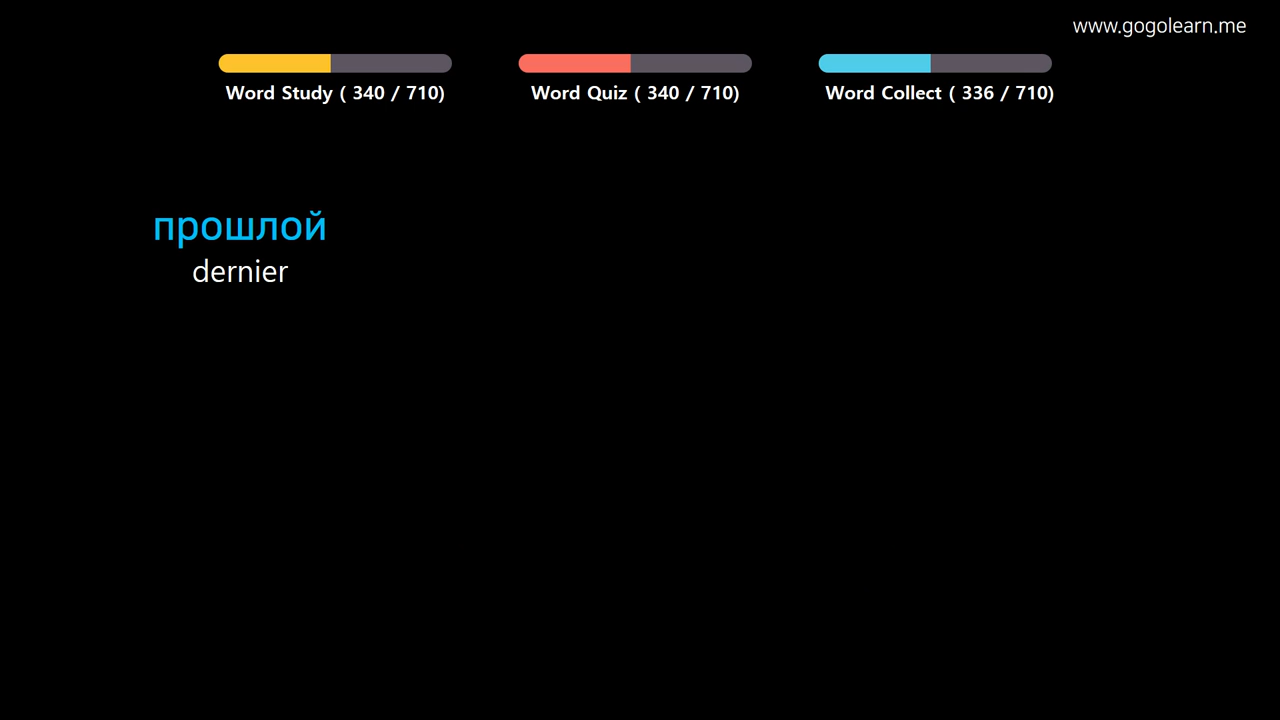 www.gogolearn.me
Word Study ( 340 / 710)
Word Quiz ( 340 / 710)
Word Collect ( 336 / 710)
прошлой
dernier